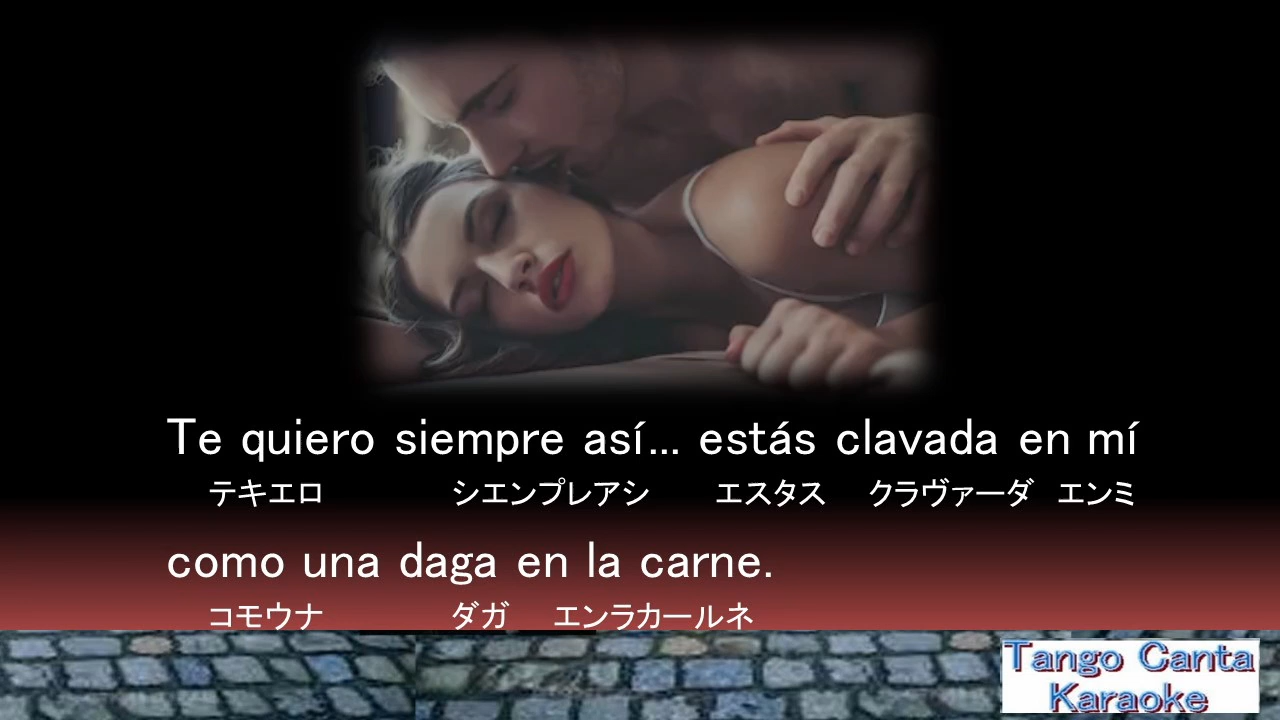 Te quiero siempre así... estás clavada en mí
テキエロ シエンプレアシ エスタス クラヴァーダ エンミ
como una daga en la carne.
コモウナ ダガ エンラカールネ
Tango Canta
Karaoke